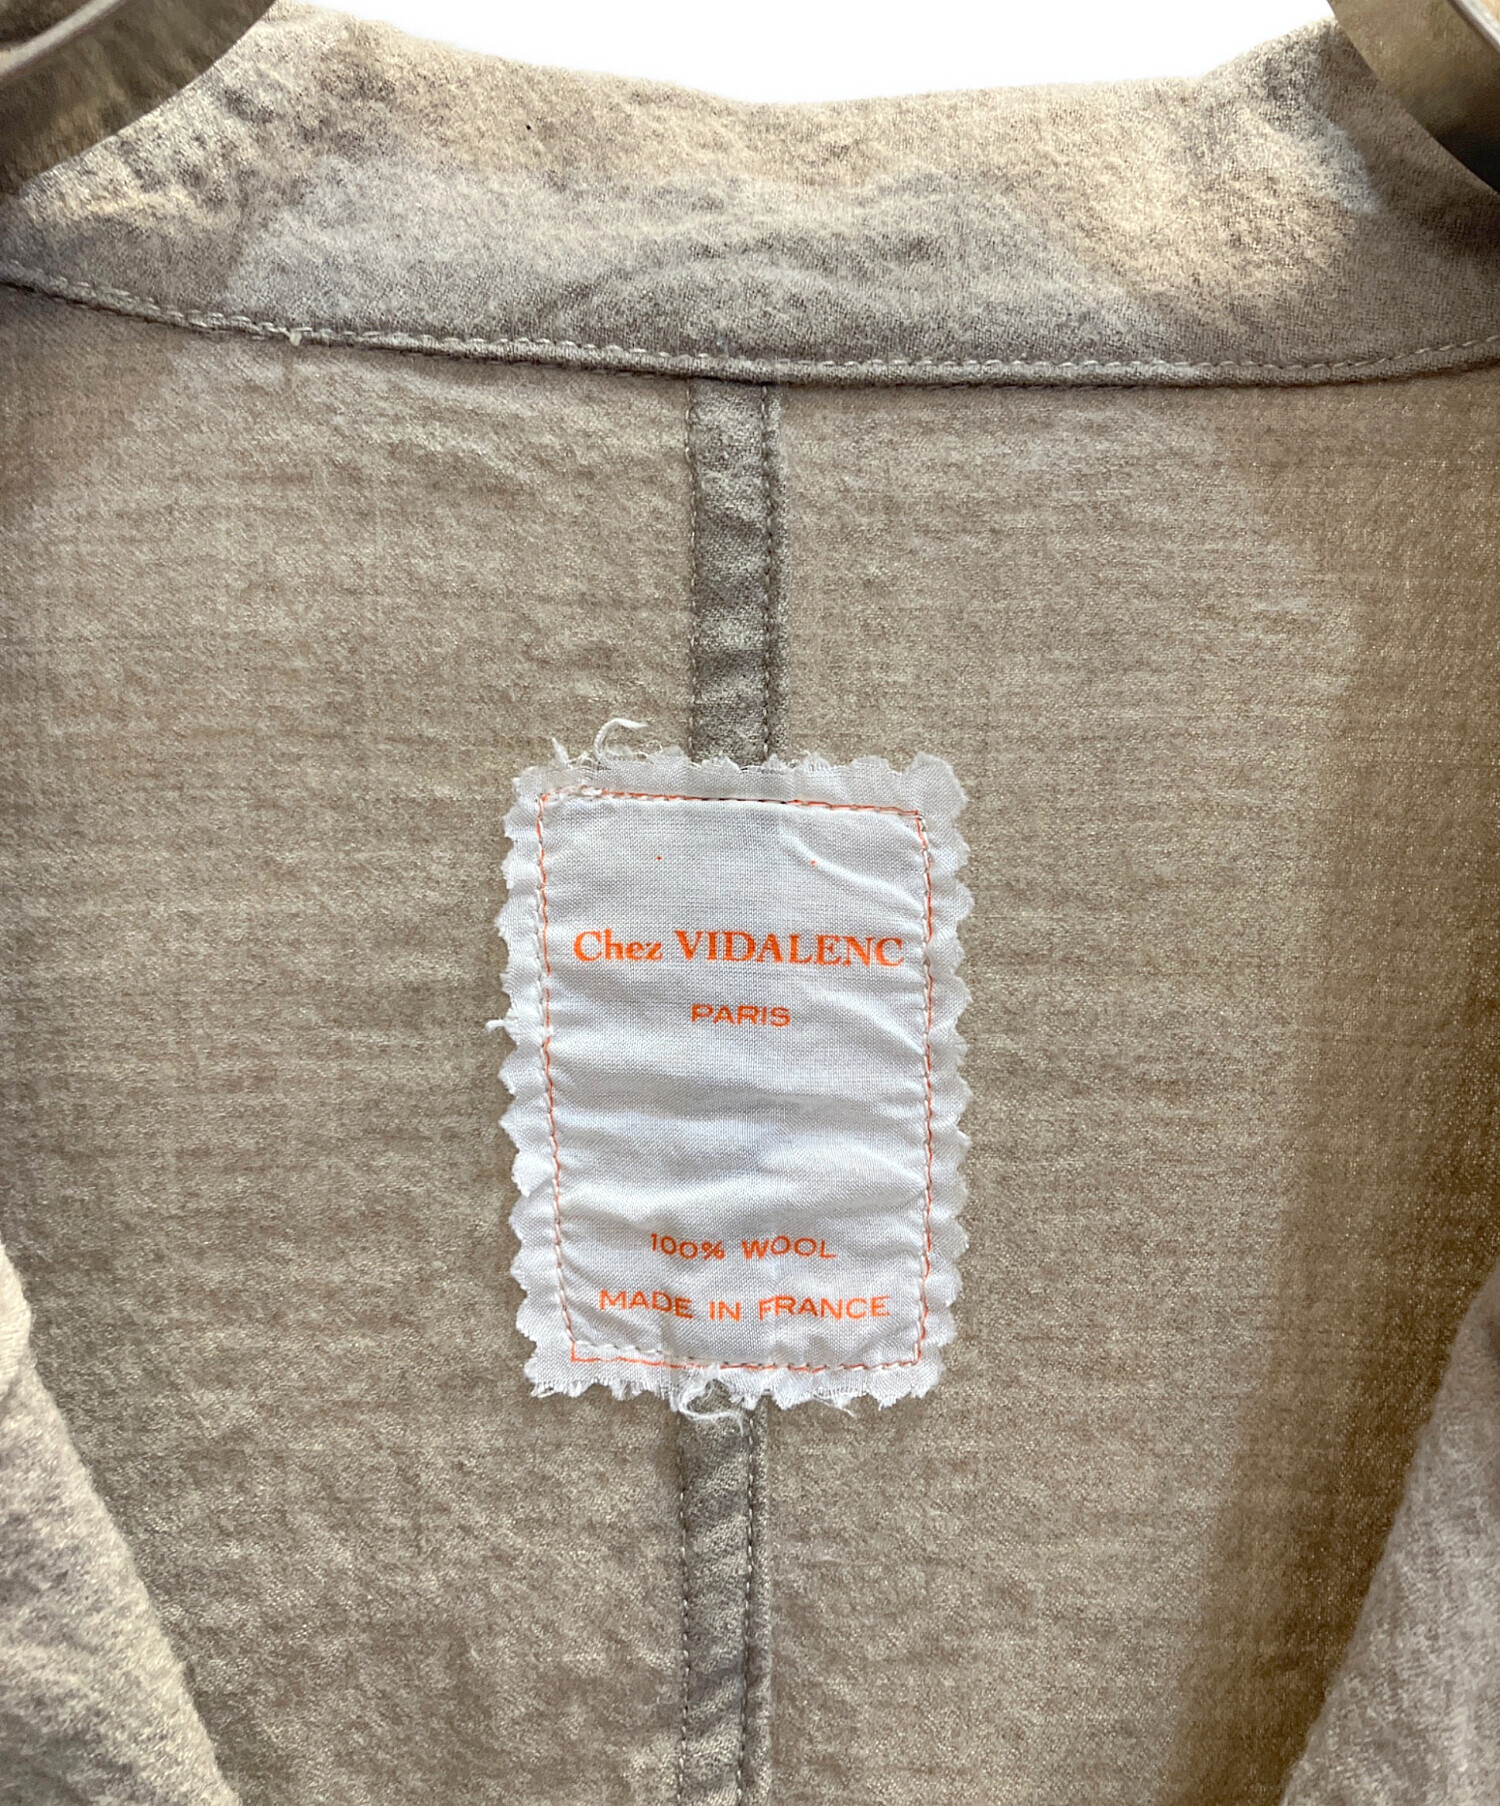 Chez VIDALENC
PARIS
100% WOOL
MADE IN FRANCE